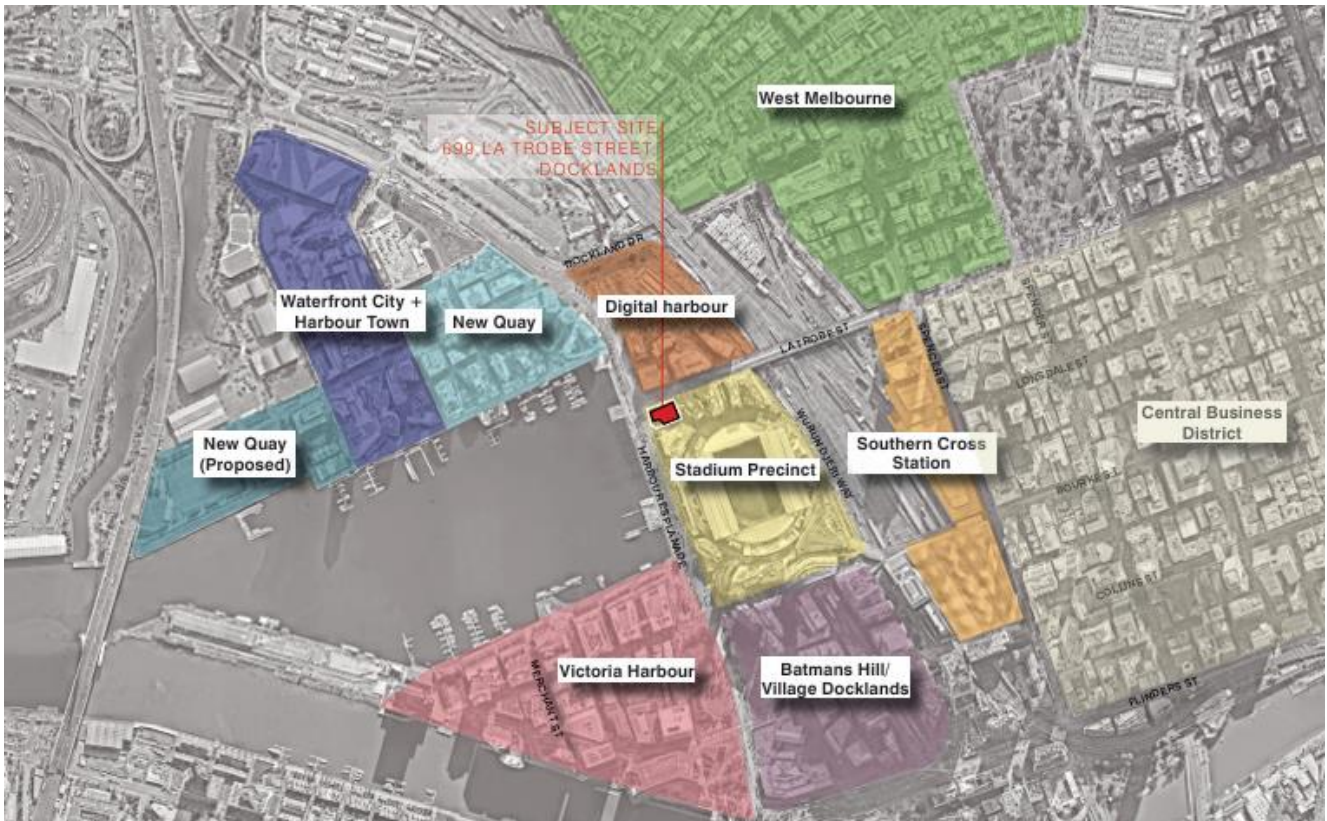 West Melbourne
SUBJECT SITE
699 LA TROBE STREET
DOCKLANDS
DOCKLAND DR
Waterfront City +
Harbour Town
New Quay
Digital harbour
LA TROBE ST
SPENCER ST
SPENCER ST
LONSDALE ST
Central Business
District
New Quay
(Proposed)
HARBOUR ESPLANADE
Stadium Precinct
WURUNDJERI WAY
Southern Cross
Station
BOURKE ST
COLLINS ST
Victoria Harbour
MERCHANT ST
Batmans Hill/
Village Docklands
FLINDERS ST